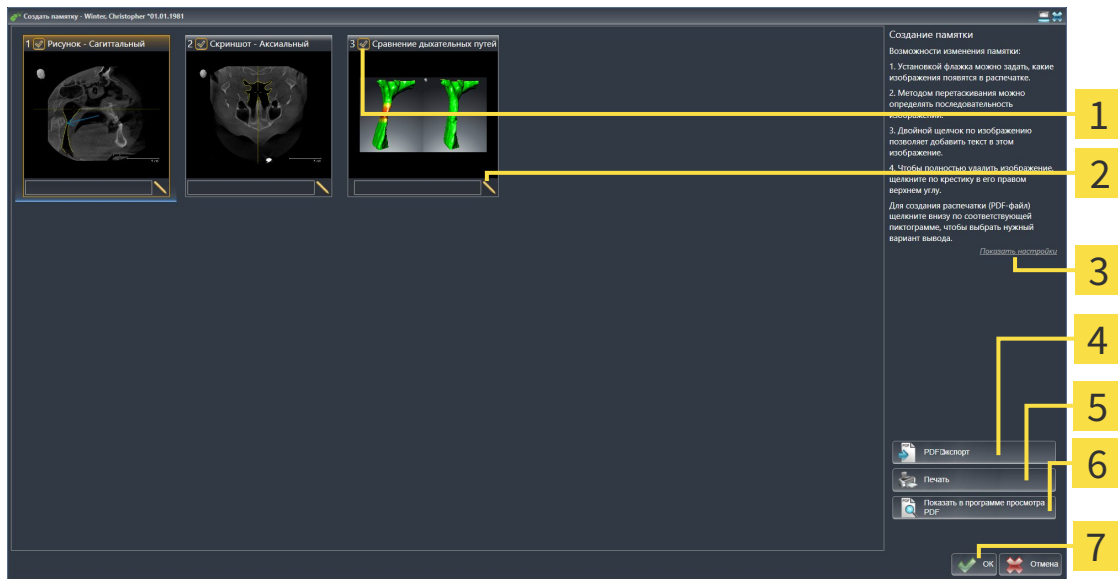 Создать памятку - Winter, Christopher *01.01.1981
1 Рисунок - Сагиттальный
2 Скриншот - Аксиальный
3 Сравнение дыхательных путей
Создание памятки
Возможности изменения памятки:
1. Установкой флажка можно задать, какие
изображения появятся в распечатке.
2. Методом перетаскивания можно
определять последовательность
изображений.
3. Двойной щелчок по изображению
позволяет добавить текст в этом
изображение.
4. Чтобы полностью удалить изображение,
щелкните по крестику в его правом
верхнем углу.
Для создания распечатки (PDF-файл)
щелкните внизу по соответствующей
пиктограмме, чтобы выбрать нужный
вариант вывода.
Показать настройки
1
2
3
4
5
6
7
Печать
Показать в программе просмотра
PDF
OK
Отмена